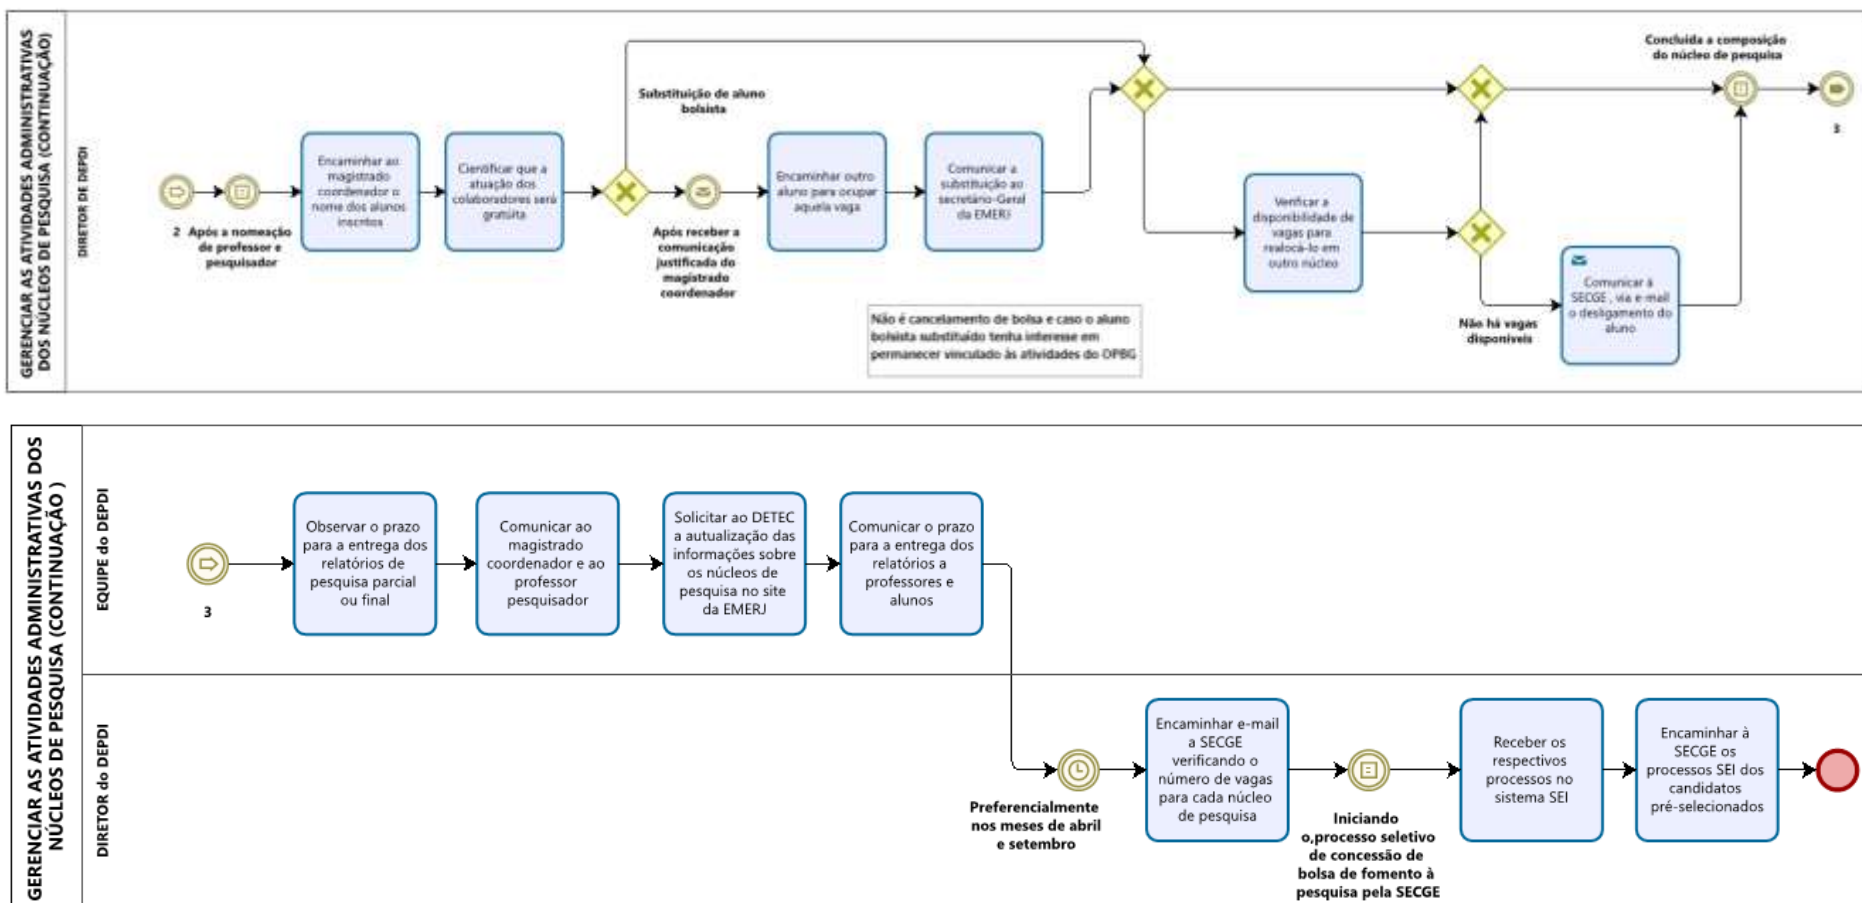 GERENCIAR AS ATIVIDADES ADMINISTRATIVAS
DOS NÚCLEOS DE PESQUISA (CONTINUAÇÃO)
DIRETOR DE DEPDI
2
Após a nomeação
de professor e
pesquisador
Encaminhar ao
magistrado
coordenador o
nome dos alunos
inscritos
Cientificar que a
atuação dos
colaboradores será
gratuita
Substituição de aluno
bolsista
Após receber a
comunicação
justificada do
magistrado
coordenador
Encaminhar outro
aluno para ocupar
aquela vaga
Comunicar a
substituição ao
secretário-Geral
da EMERJ
Não é cancelamento de bolsa e caso o aluno
bolsista substituído tenha interesse em
permanecer vinculado às atividades do OPBG
Verificar a
disponibilidade de
vagas para
realocá-lo em
outro núcleo
Não há vagas
disponíveis
Comunicar à
SECGE , via e-mail
o desligamento do
aluno
Concluída a composição
do núcleo de pesquisa
3
GERENCIAR AS ATIVIDADES ADMINISTRATIVAS DOS
NÚCLEOS DE PESQUISA (CONTINUAÇÃO )
EQUIPE do DEPDI
3
Observar o prazo
para a entrega dos
relatórios de
pesquisa parcial
ou final
Comunicar ao
magistrado
coordenador e ao
professor
pesquisador
Solicitar ao DETEC
a autualização das
informações sobre
os núcleos de
pesquisa no site
da EMERJ
Comunicar o prazo
para a entrega dos
relatórios a
professores e
alunos
DIRETOR do DEPDI
Preferencialmente
nos meses de abril
e setembro
Encaminhar e-mail
a SECGE
verificando o
número de vagas
para cada núcleo
de pesquisa
Iniciando
o,processo seletivo
de concessão de
bolsa de fomento à
pesquisa pela SECGE
Receber os
respectivos
processos no
sistema SEI
Encaminhar à
SECGE os
processos SEI dos
candidatos
pré-selecionados